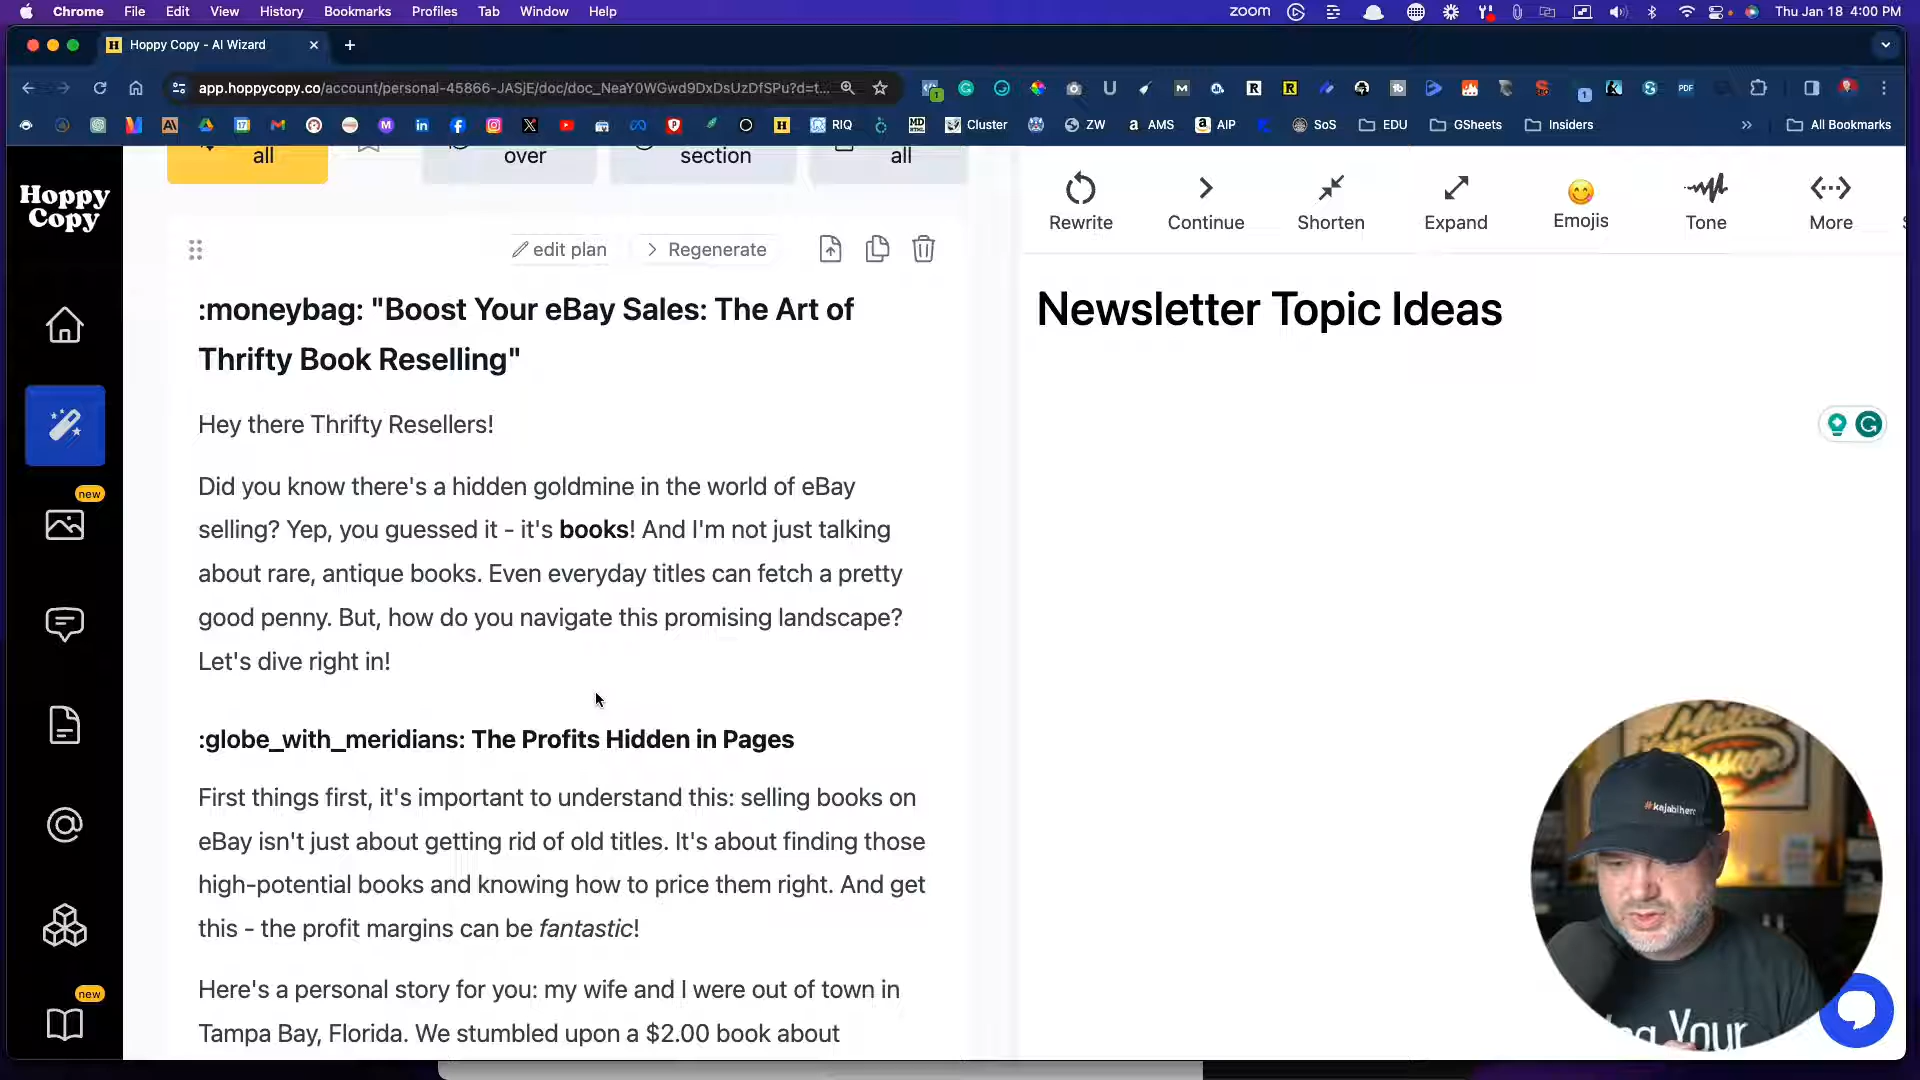 Chrome File Edit View History Bookmarks Profiles Tab Window Help
zoom
Thu Jan 18 4:00 PM
Hoppy Copy - AI Wizard
app.hoppycopy.co/account/personal-45866-JASjE/doc/doc_NeaY0WGwd9DxDsUzDfSPu?d=t...
RIQ Cluster ZW AMS AIP SoS EDU GSheets Insiders All Bookmarks
Hoppy
Copy
new
new
all
over
section
all
edit plan
Regenerate
:moneybag: "Boost Your eBay Sales: The Art of
Thrifty Book Reselling"
Hey there Thrifty Resellers!
Did you know there's a hidden goldmine in the world of eBay
selling? Yep, you guessed it - it's books! And I'm not just talking
about rare, antique books. Even everyday titles can fetch a pretty
good penny. But, how do you navigate this promising landscape?
Let's dive right in!
:globe_with_meridians: The Profits Hidden in Pages
First things first, it's important to understand this: selling books on
eBay isn't just about getting rid of old titles. It's about finding those
high-potential books and knowing how to price them right. And get
this - the profit margins can be fantastic!
Here's a personal story for you: my wife and I were out of town in
Tampa Bay, Florida. We stumbled upon a $2.00 book about
Rewrite
Continue
Shorten
Expand
Emojis
Tone
More
Newsletter Topic Ideas
#kajabihero
Your